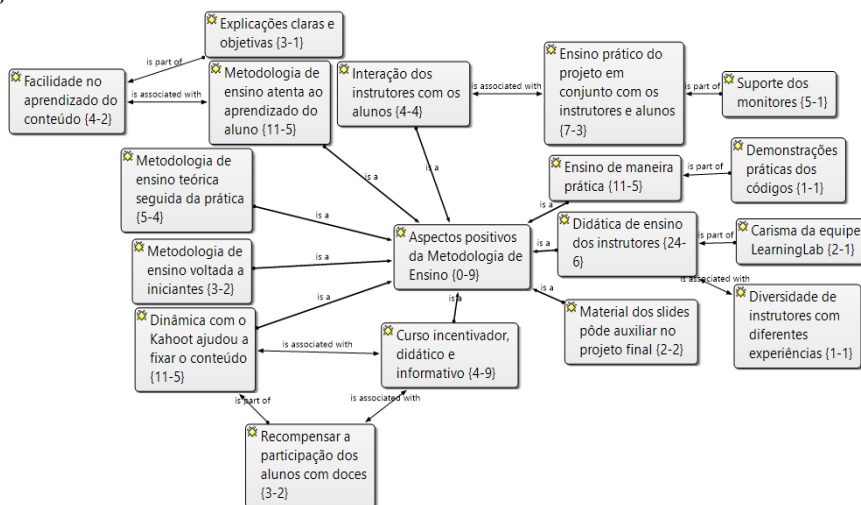 Explicações claras e
objetivas {3-1}
is part of
Facilidade no
aprendizado do
conteúdo {4-2}
is associated with
Metodologia de
ensino atenta ao
aprendizado do
aluno {11-5}
Interação dos
instrutores com os
alunos {4-4}
is associated with
Ensino prático do
projeto em
conjunto com os
instrutores e alunos
{7-3}
is part of
Suporte dos
monitores {5-1}
Metodologia de
ensino teórica
seguida da prática
{5-4}
is a
is a
is a
Ensino de maneira
prática {11-5}
is part of
Demonstrações
práticas dos
códigos {1-1}
is a
Aspectos positivos
da Metodologia de
Ensino {0-9}
is a
Didática de ensino
dos instrutores {24-
6}
is part of
Carisma da equipe
LearningLab {2-1}
Metodologia de
ensino voltada a
iniciantes {3-2}
is a
is associated with
Diversidade de
instrutores com
diferentes
experiências {1-1}
is a
Material dos slides
pôde auxiliar no
projeto final {2-2}
Dinâmica com o
Kahoot ajudou a
fixar o conteúdo
{11-5}
is a
is a
is associated with
Curso incentivador,
didático e
informativo {4-9}
is part of
is associated with
Recompensar a
participação dos
alunos com doces
{3-2}